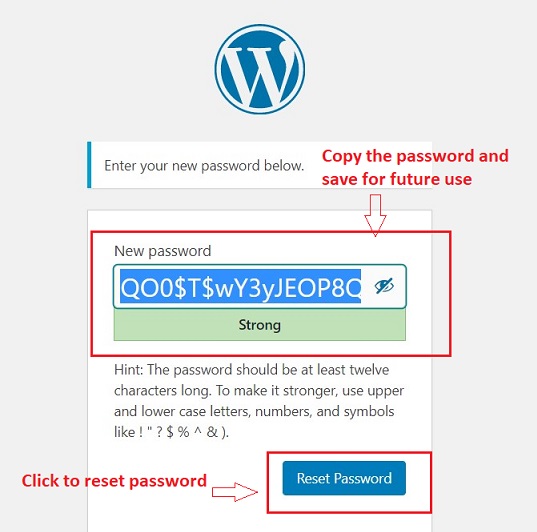 Enter your new password below.
Copy the password and
save for future use
New password
QO0$T$wY3yJEOP8Q
Strong
Hint: The password should be at least twelve
characters long. To make it stronger, use upper
and lower case letters, numbers, and symbols
like ! " ? $ % ^ & ).
Click to reset password
Reset Password